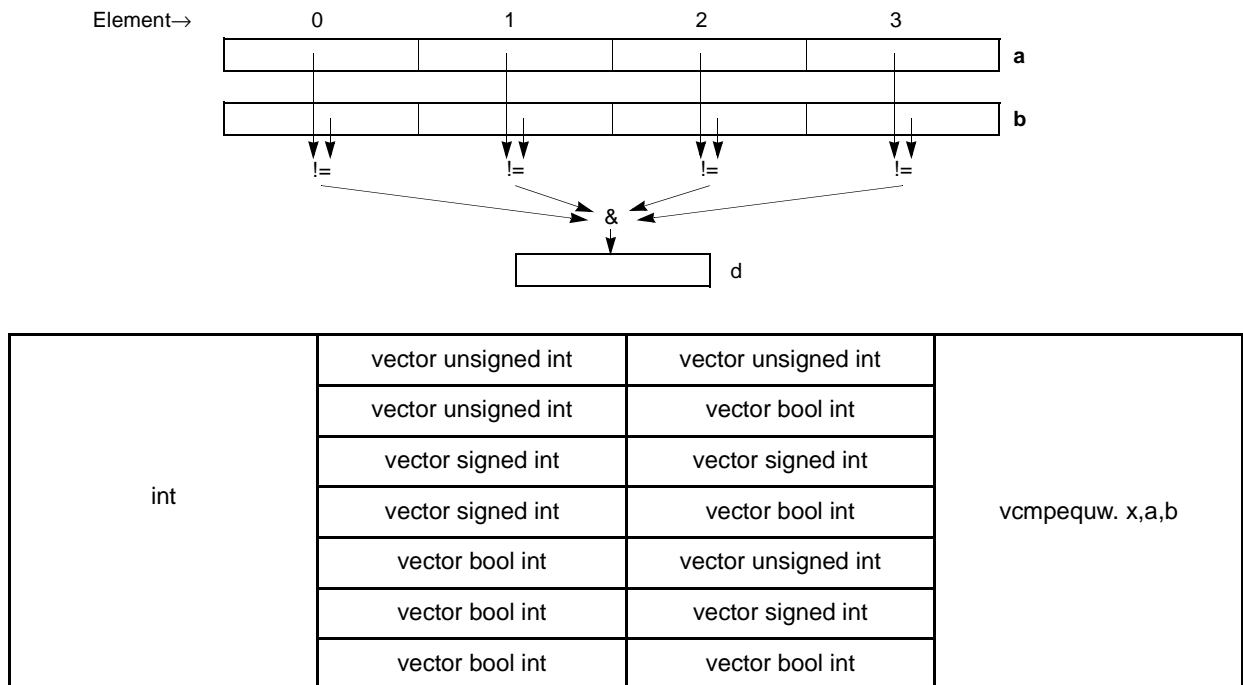 Element→ 0 1 2 3
a
b
!= != != !=
&
d
vector unsigned int vector unsigned int
vector unsigned int vector bool int
vector signed int vector signed int
int vector signed int vector bool int vcmpequw. x,a,b
vector bool int vector unsigned int
vector bool int vector signed int
vector bool int vector bool int